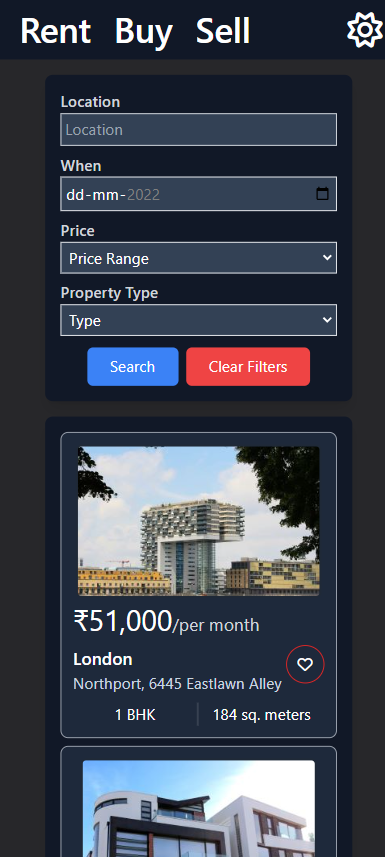 Rent Buy Sell
Location
Location
When
dd-mm-2022
Price
Price Range
Property Type
Type
Search Clear Filters
₹51,000/per month
London
Northport, 6445 Eastlawn Alley
1 BHK 184 sq. meters